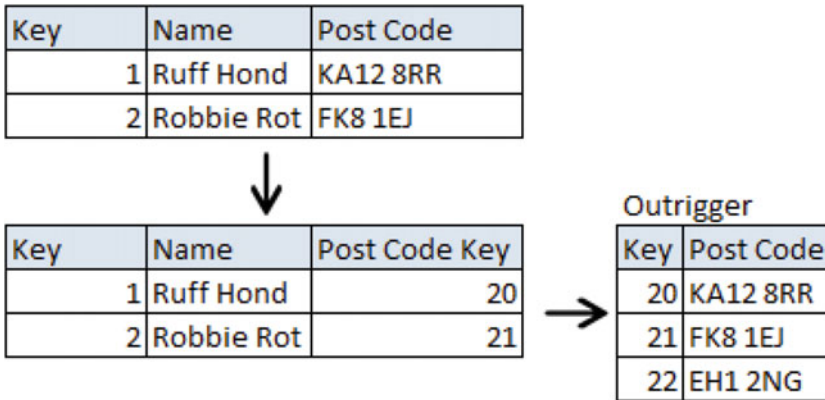 Key Name Post Code
1 Ruff Hond KA12 8RR
2 Robbie Rot FK8 1EJ
Key Name Post Code Key
1 Ruff Hond 20
2 Robbie Rot 21
Outrigger
Key Post Code
20 KA12 8RR
21 FK8 1EJ
22 EH1 2NG